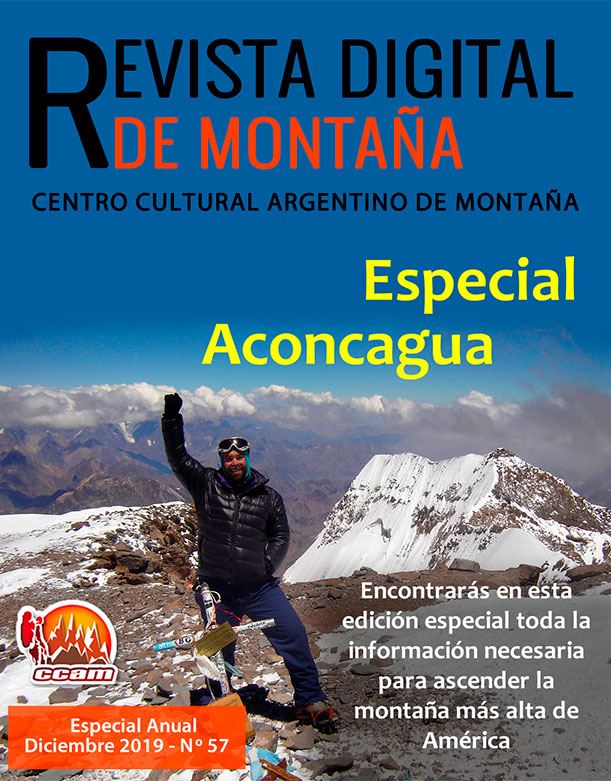 REVISTA DIGITAL
DE MONTAÑA
CENTRO CULTURAL ARGENTINO DE MONTAÑA
Especial
Aconcagua
Encontrarás en esta
edición especial toda la
información necesaria
para ascender la
montaña más alta de
América
ccam
Especial Anual
Diciembre 2019 - Nº 57